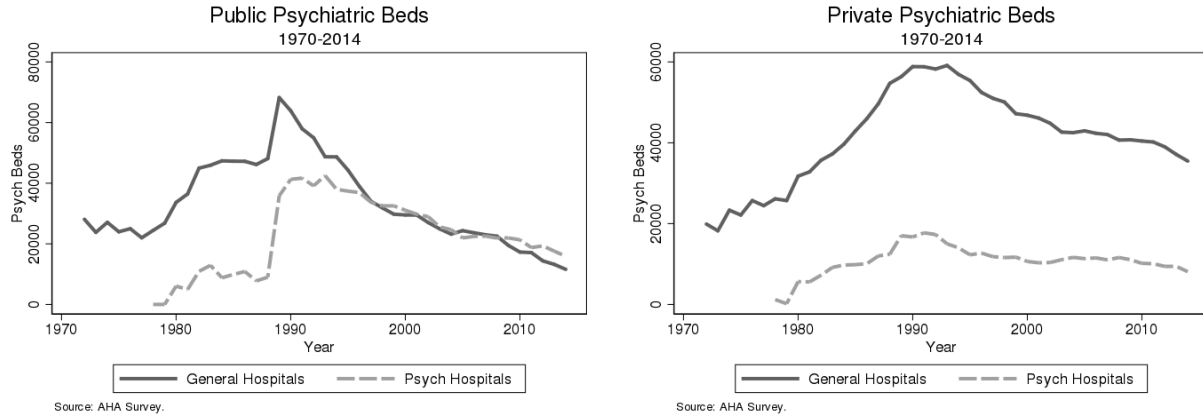 Public Psychiatric Beds
1970-2014
Psych Beds
80000
60000
40000
20000
0
1970
1980
1990
2000
2010
Year
General Hospitals
Psych Hospitals
Source: AHA Survey.
Private Psychiatric Beds
1970-2014
Psych Beds
60000
40000
20000
0
1970
1980
1990
2000
2010
Year
General Hospitals
Psych Hospitals
Source: AHA Survey.